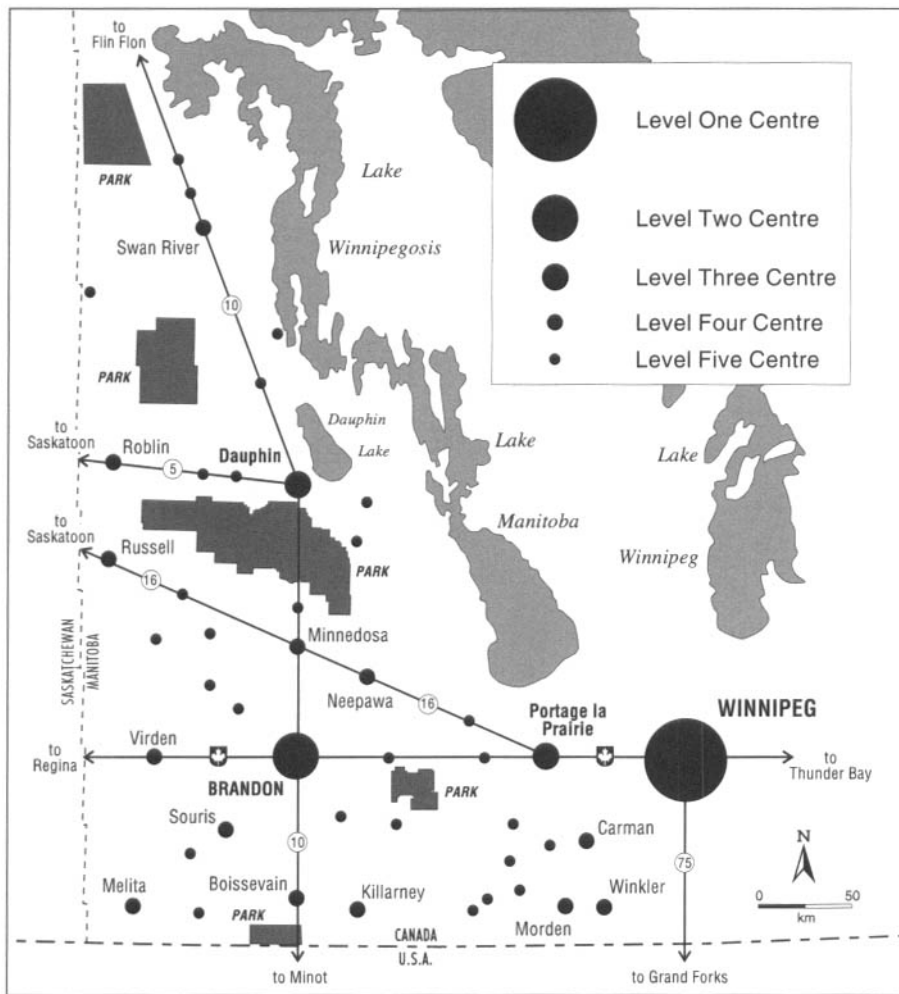 to
Flin Flon
PARK
Swan River
10
Lake
Winnipegosis
Level One Centre
Level Two Centre
Level Three Centre
Level Four Centre
Level Five Centre
PARK
to
Saskatoon
Roblin
5
Dauphin
Dauphin
Lake
Lake
Manitoba
Lake
Winnipeg
to
Saskatoon
Russell
16
PARK
SASKATCHEWAN
MANITOBA
Minnedosa
Neepawa
16
Portage la
Prairie
WINNIPEG
to
Regina
Virden
BRANDON
PARK
to
Thunder Bay
Souris
10
Carman
75
N
0 50
km
Melita
Boissevain
Killarney
Morden
Winkler
PARK
CANADA
U.S.A.
to Minot
to Grand Forks